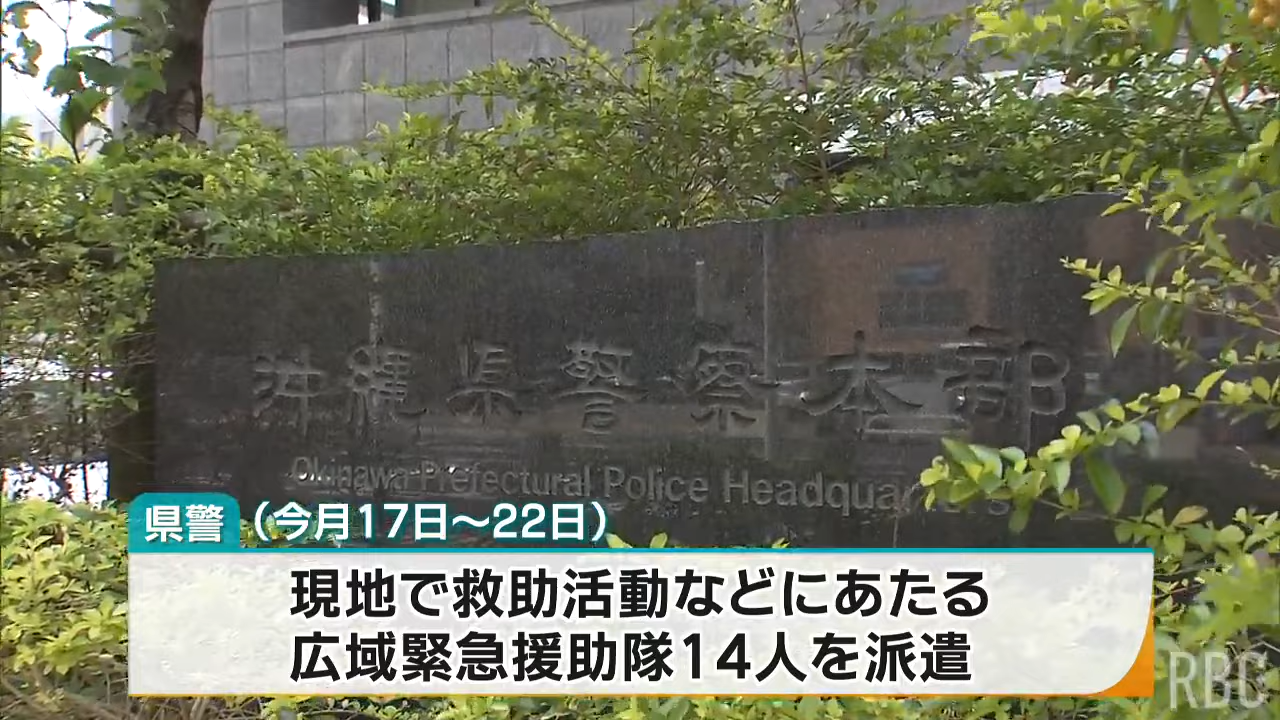 沖縄県警察本部
Okinawa Prefectural Police Headquarters
県警 (今月17日～22日)
現地で救助活動などにあたる
広域緊急援助隊14人を派遣
RBC